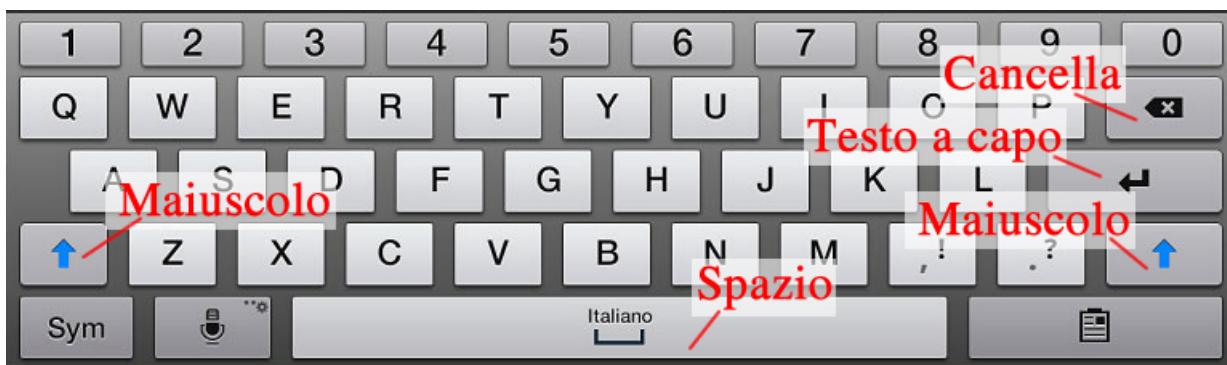 1 2 3 4 5 6 7 8 9 0
Cancella
Q W E R T Y U I O P
Testo a capo
A S D F G H J K L
Maiuscolo
Maiuscolo
Z X C V B N M , ! . ?
Spazio
Sym
Italiano